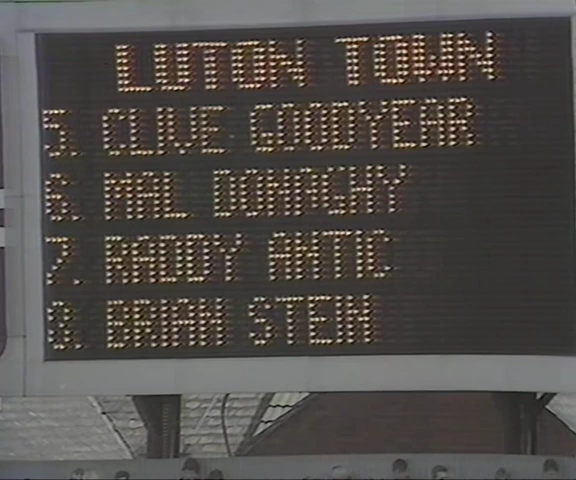 LUTON TOWN
5. CLIVE GOODYEAR
6. MAL DONAGHY
7. RADDY ANTIC
8. BRIAN STEIN